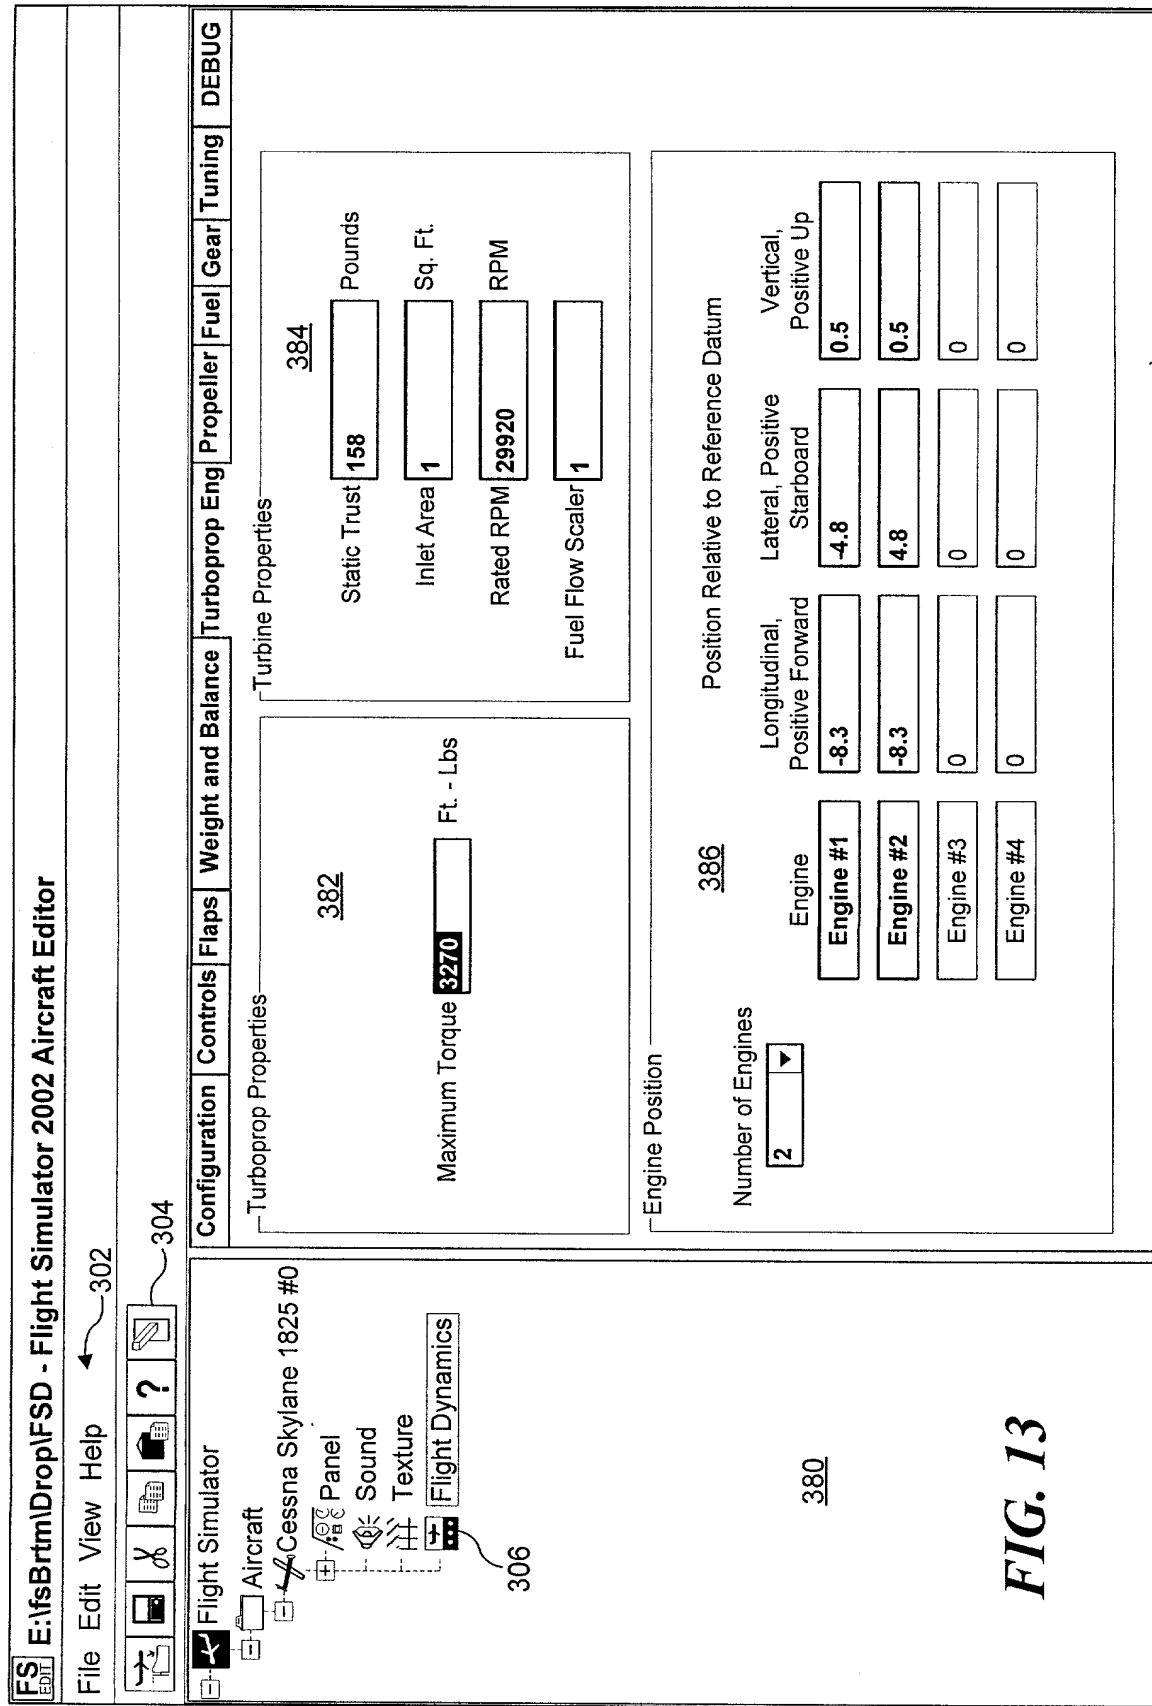 FS EDIT E:\fsBrtm\Drop\FSD - Flight Simulator 2002 Aircraft Editor
File Edit View Help
302
?
304
Flight Simulator
Aircraft
Cessna Skylane 1825 #0
Panel
Sound
Texture
Flight Dynamics
306
380
Configuration Controls Flaps Weight and Balance Turboprop Eng Propeller Fuel Gear Tuning DEBUG
Turboprop Properties
382
Maximum Torque 3270 Ft. - Lbs
Turbine Properties
384
Static Trust 158 Pounds
Inlet Area 1 Sq. Ft.
Rated RPM 29920 RPM
Fuel Flow Scaler 1
Engine Position
386
Position Relative to Reference Datum
Number of Engines
2
Engine
Longitudinal, Positive Forward
Lateral, Positive Starboard
Vertical, Positive Up
Engine #1 -8.3 -4.8 0.5
Engine #2 -8.3 4.8 0.5
Engine #3 0 0 0
Engine #4 0 0 0
FIG. 13